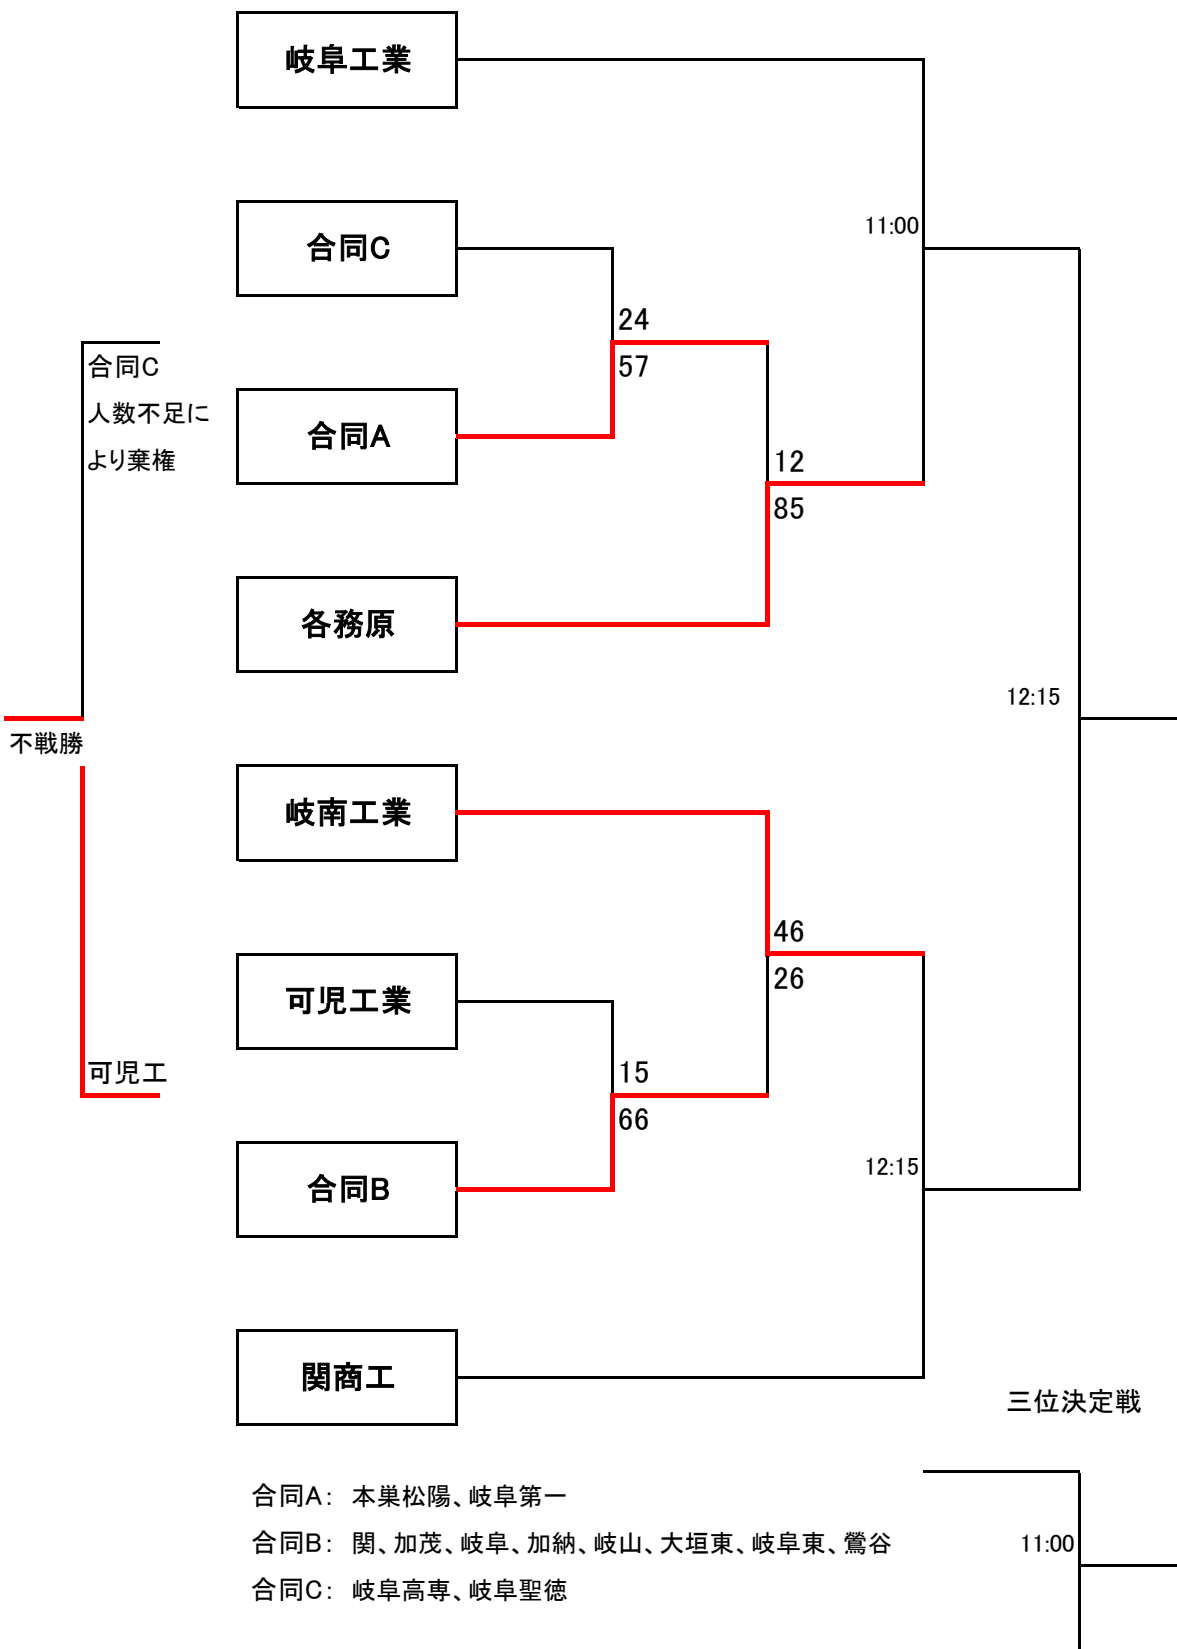 岐阜工業
11:00
合同C
24
57
合同C
人数不足に
より棄権
合同A
12
85
各務原
12:15
不戦勝
岐南工業
46
26
可児工業
可児工
15
66
12:15
合同B
関商工
三位決定戦
合同A： 本巣松陽、岐阜第一
合同B： 関、加茂、岐阜、加納、岐山、大垣東、岐阜東、鶯谷
11:00
合同C： 岐阜高専、岐阜聖徳